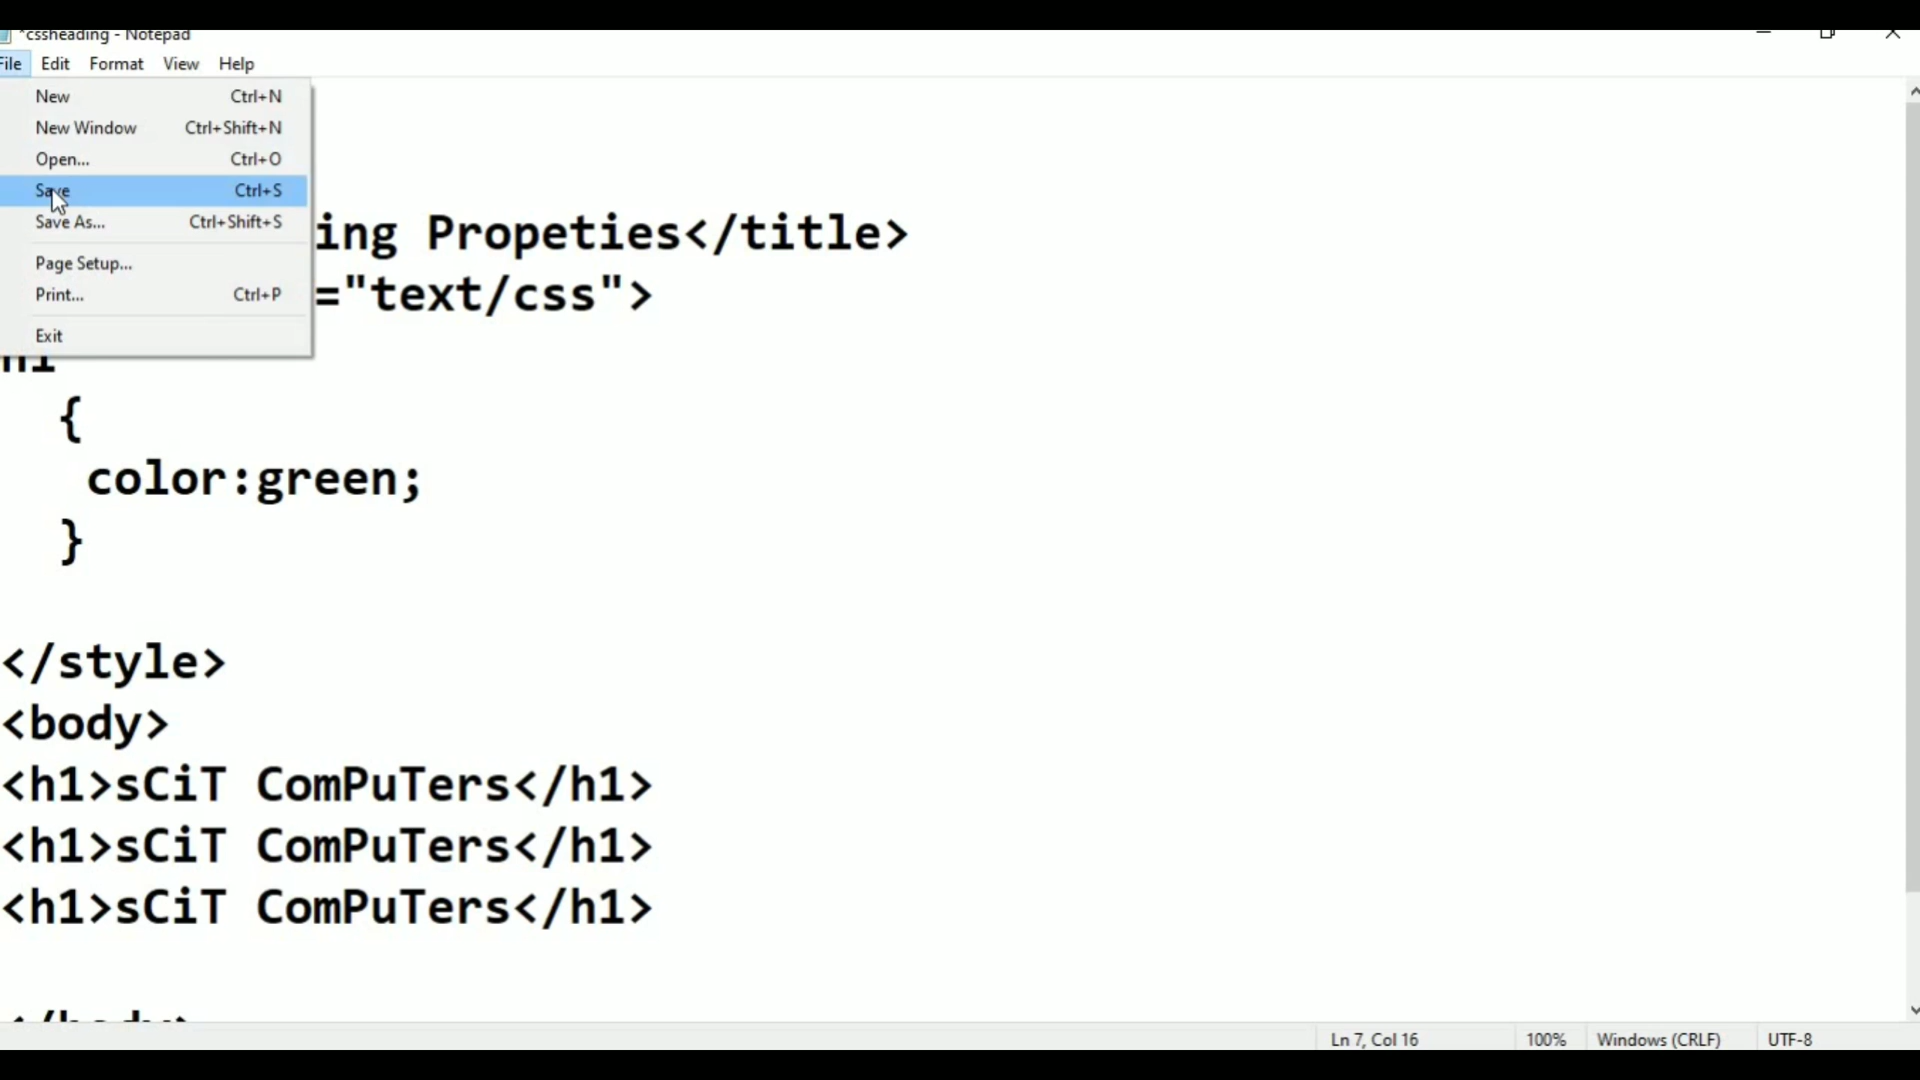 *cssheading - Notepad
File Edit Format View Help
New Ctrl+N
New Window Ctrl+Shift+N
Open... Ctrl+O
Save Ctrl+S
Save As... Ctrl+Shift+S
Page Setup...
Print... Ctrl+P
Exit
ing Propeties</title>
="text/css">
h1
{
color:green;
}
</style>
<body>
<h1>sCiT ComPuTers</h1>
<h1>sCiT ComPuTers</h1>
<h1>sCiT ComPuTers</h1>
</body>
Ln 7, Col 16 100% Windows (CRLF) UTF-8